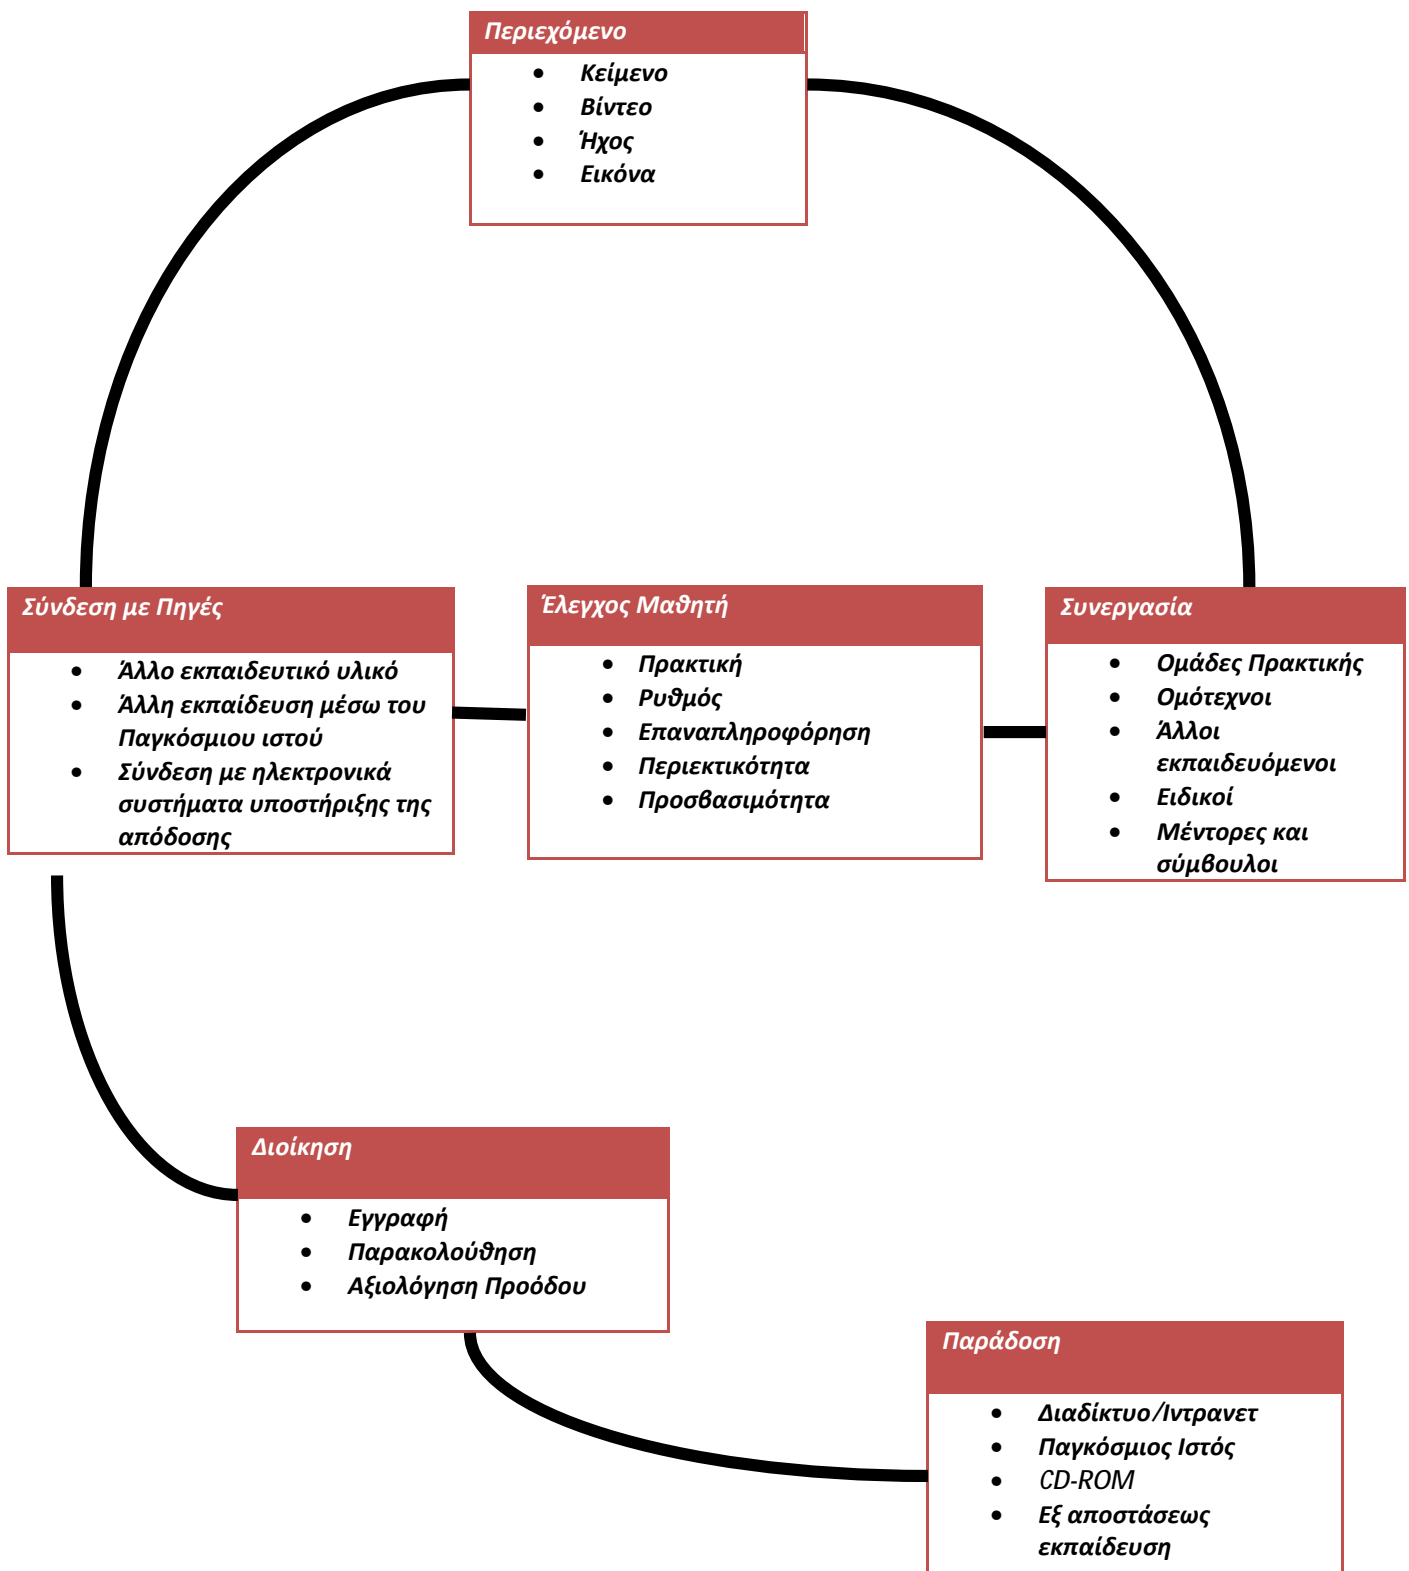 Περιεχόμενο
• Κείμενο
• Βίντεο
• Ήχος
• Εικόνα
Σύνδεση με Πηγές
• Άλλο εκπαιδευτικό υλικό
• Άλλη εκπαίδευση μέσω του
Παγκόσμιου ιστού
• Σύνδεση με ηλεκτρονικά
συστήματα υποστήριξης της
απόδοσης
Έλεγχος Μαθητή
• Πρακτική
• Ρυθμός
• Επαναπληροφόρηση
• Περιεκτικότητα
• Προσβασιμότητα
Συνεργασία
• Ομάδες Πρακτικής
• Ομότεχνοι
• Άλλοι
εκπαιδευόμενοι
• Ειδικοί
• Μέντορες και
σύμβουλοι
Διοίκηση
• Εγγραφή
• Παρακολούθηση
• Αξιολόγηση Προόδου
Παράδοση
• Διαδίκτυο/Ιντρανετ
• Παγκόσμιος Ιστός
• CD-ROM
• Εξ αποστάσεως
εκπαίδευση